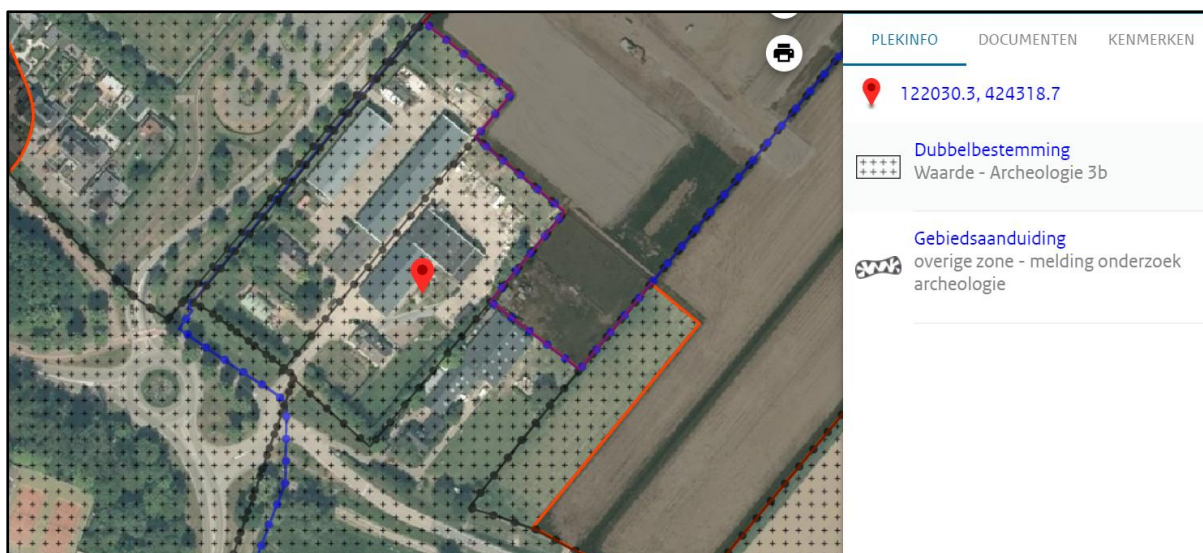 PLEKINFO DOCUMENTEN KENMERKEN
122030.3, 424318.7
Dubbelbestemming
Waarde - Archeologie 3b
Gebiedsaanduiding
overige zone - melding onderzoek
archeologie